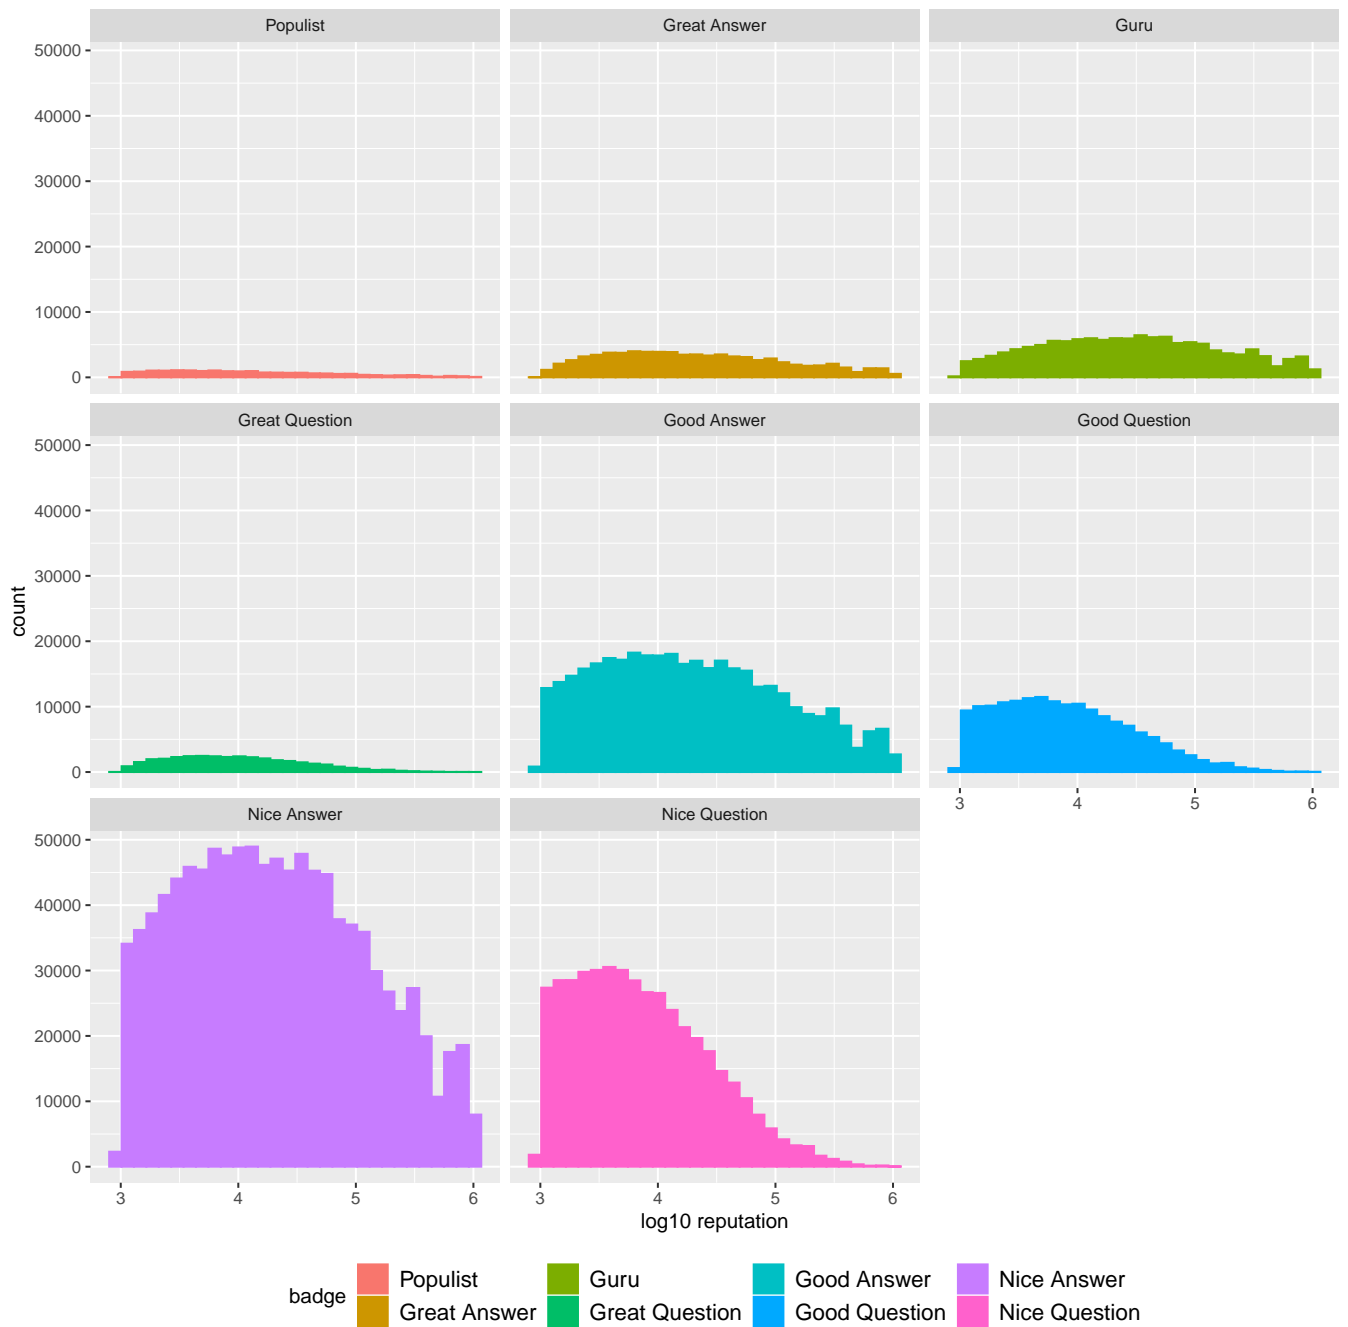 Populist Great Answer Guru
50000
40000
30000
20000
10000
0
Great Question Good Answer Good Question
50000
40000
30000
20000
10000
0
3 4 5 6
Nice Answer Nice Question
50000
40000
30000
20000
10000
0
3 4 5 6 3 4 5 6
count
log10 reputation
badge
Populist Guru Good Answer Nice Answer
Great Answer Great Question Good Question Nice Question